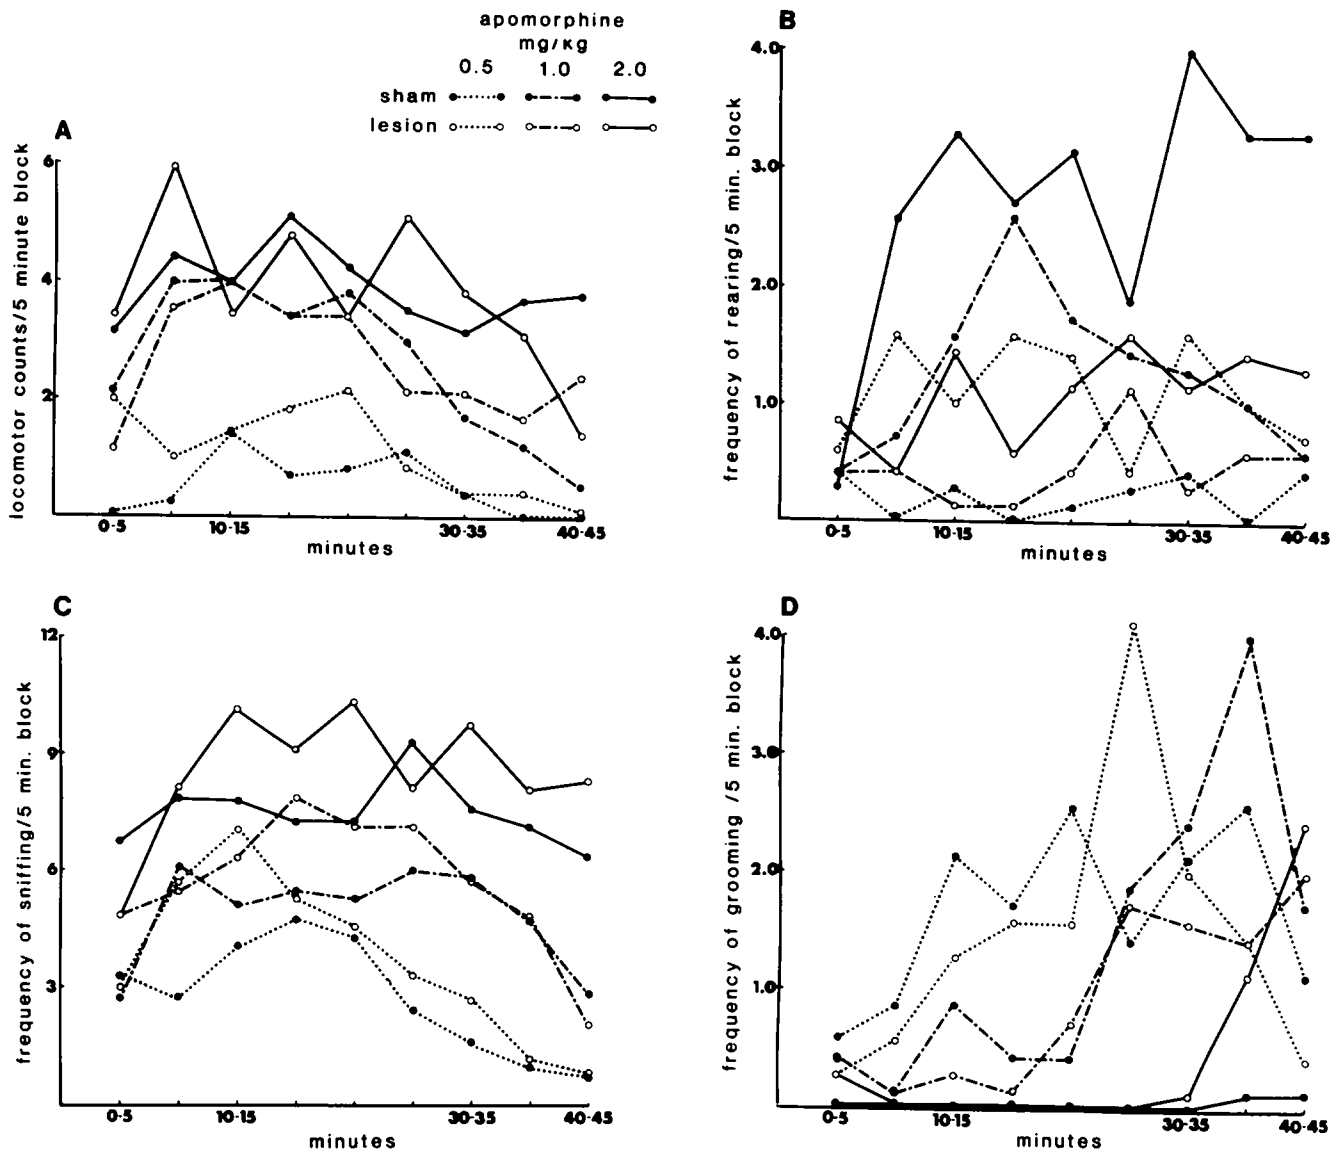 apomorphine
mg/kg
0.5 1.0 2.0
sham
lesion
A
locomotor counts/5 minute block
6
4
2
0-5 10-15 30-35 40-45
minutes
B
frequency of rearing/5 min. block
4.0
3.0
2.0
1.0
0-5 10-15 30-35 40-45
minutes
C
frequency of sniffing/5 min. block
12
9
6
3
0-5 10-15 30-35 40-45
minutes
D
frequency of grooming /5 min. block
4.0
3.0
2.0
1.0
0-5 10-15 30-35 40-45
minutes